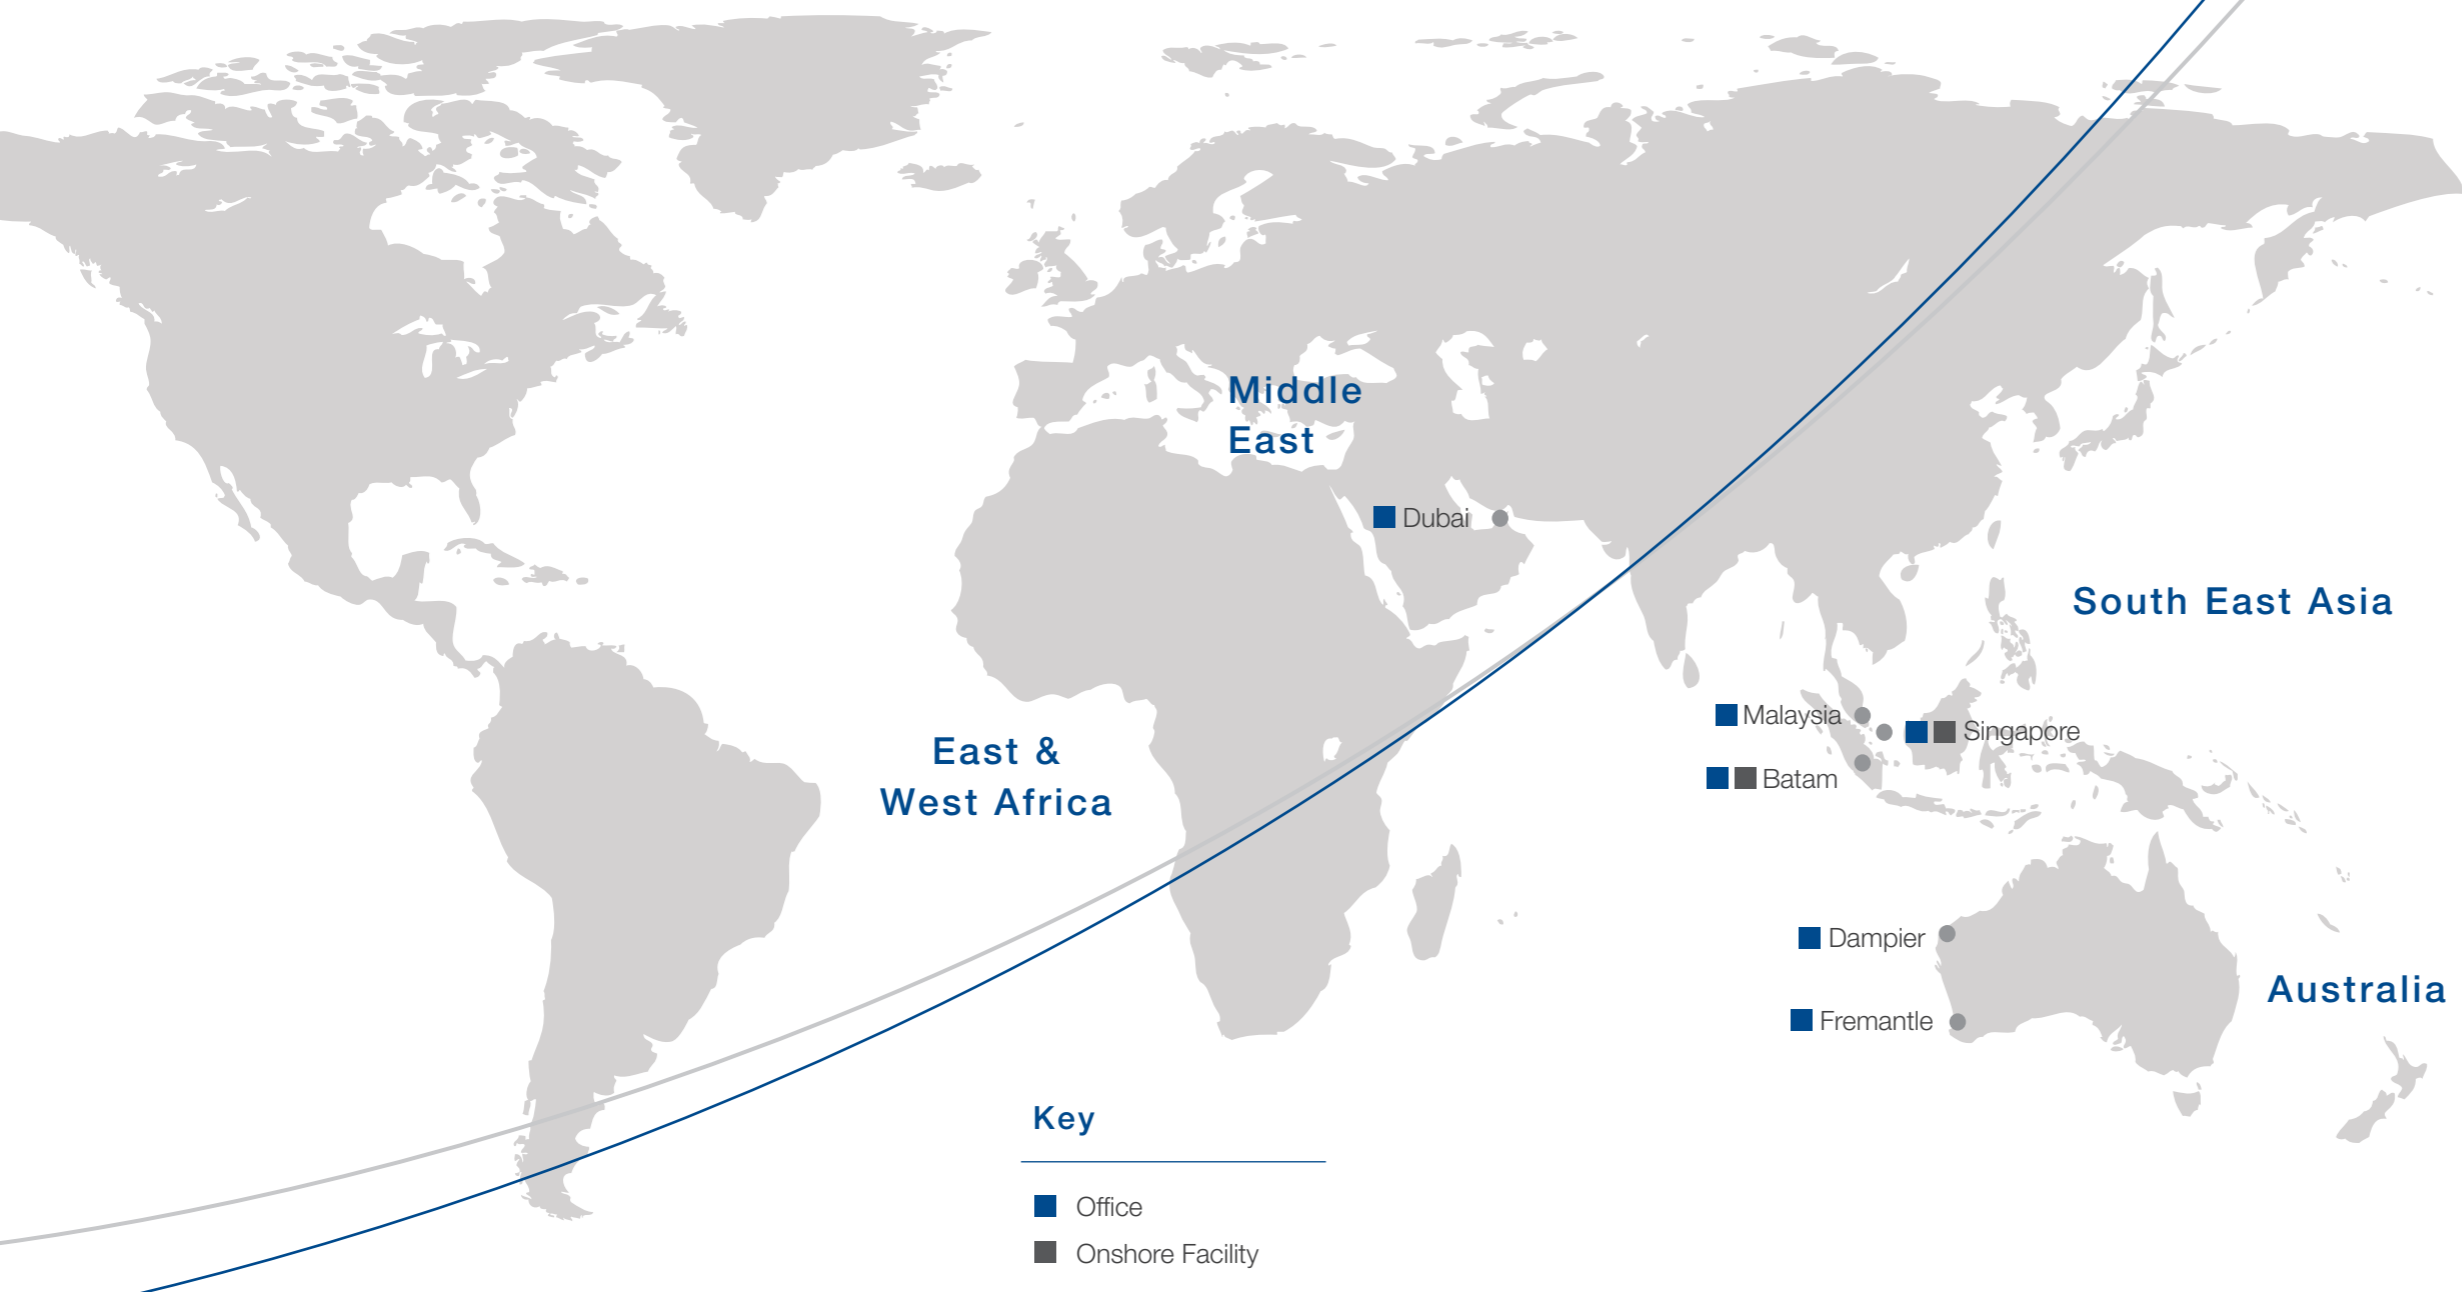 Middle
East
Dubai
South East Asia
Malaysia
Singapore
East &
West Africa
Batam
Dampier
Australia
Fremantle
Key
Office
Onshore Facility